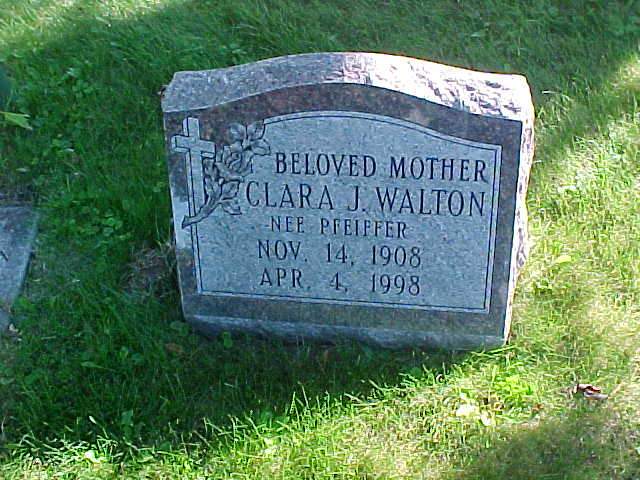 BELOVED MOTHER
CLARA J. WALTON
NEE PFEIFFER
NOV. 14, 1908
APR. 4, 1998